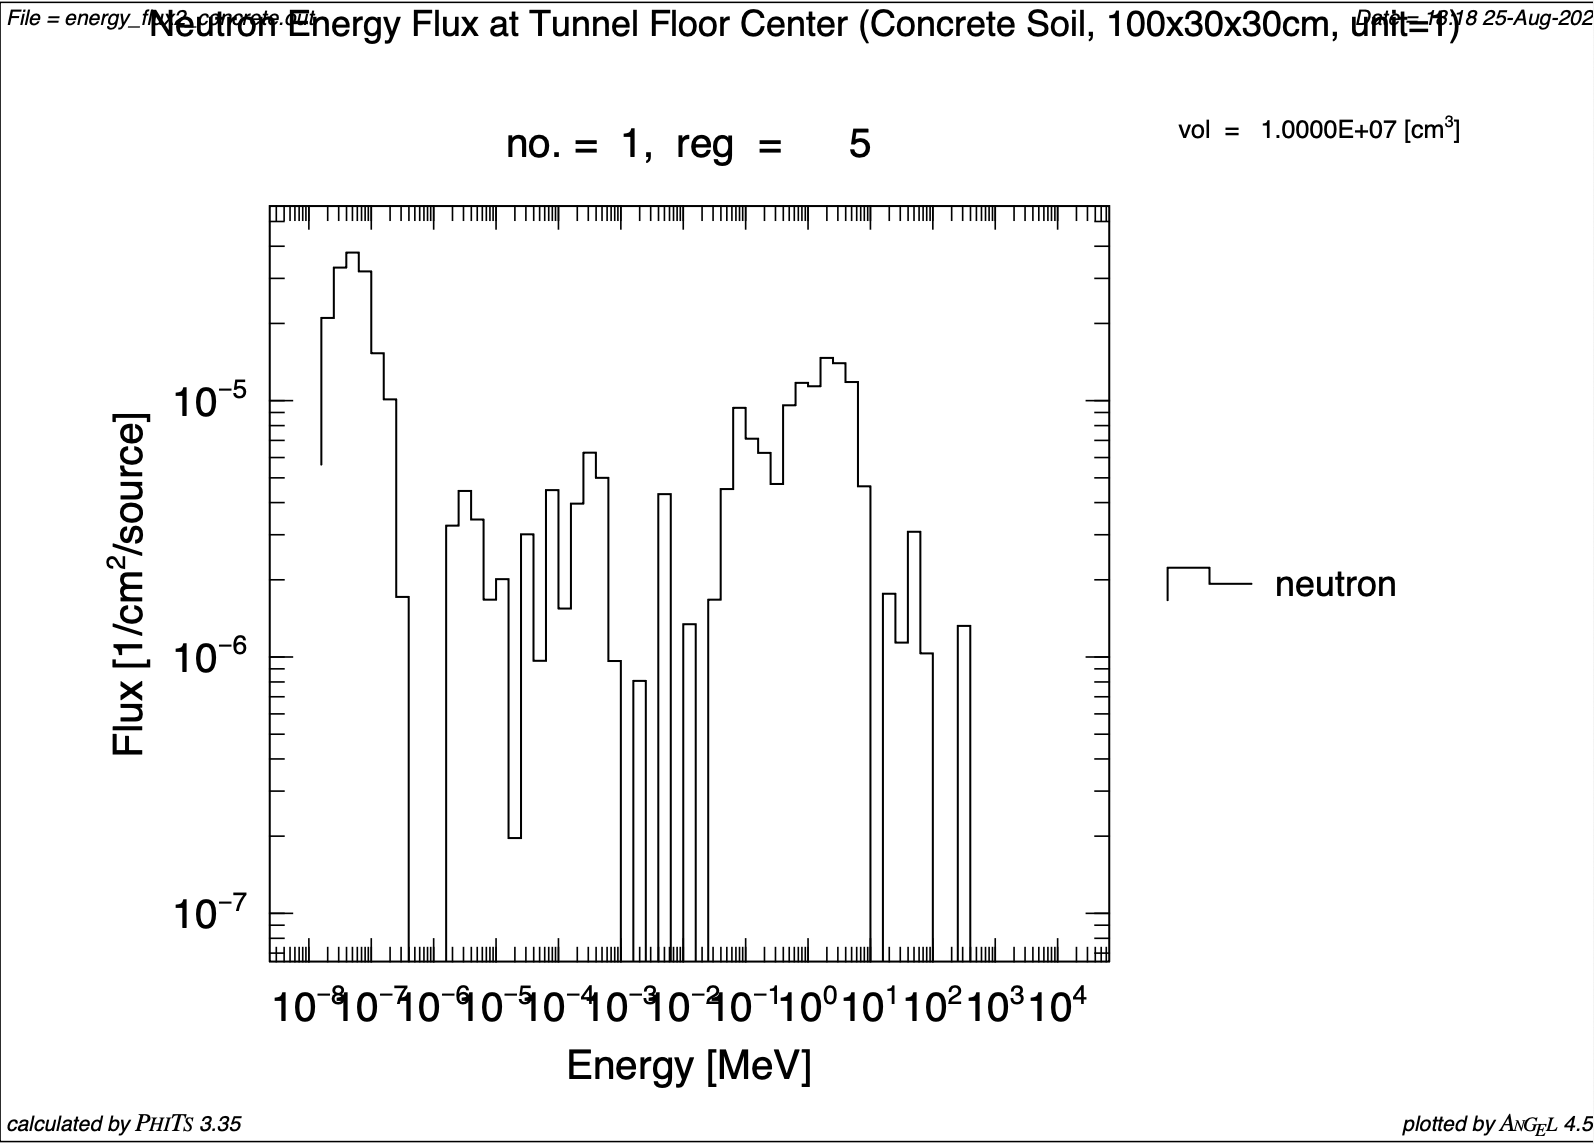 File = energy_flux2_concrete.out
Neutron Energy Flux at Tunnel Floor Center (Concrete Soil, 100x30x30cm, unit=1)
Date = 18:18 25-Aug-202
no. = 1, reg = 5
vol = 1.0000E+07 [cm³]
10⁻⁵
10⁻⁶
10⁻⁷
Flux [1/cm²/source]
neutron
10⁻⁸ 10⁻⁷ 10⁻⁶ 10⁻⁵ 10⁻⁴ 10⁻³ 10⁻² 10⁻¹ 10⁰ 10¹ 10² 10³ 10⁴
Energy [MeV]
calculated by PHITS 3.35
plotted by ANGEL 4.5